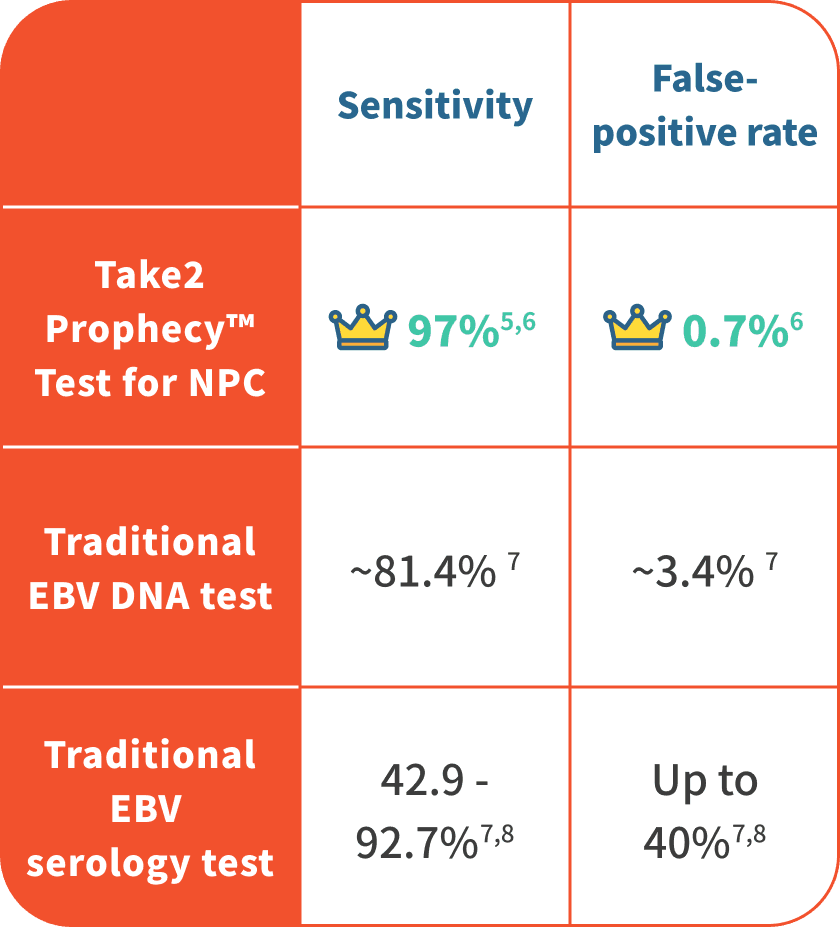 Sensitivity
False-
positive rate
Take2
Prophecy™
Test for NPC
97%5,6
0.7%6
Traditional
EBV DNA test
~81.4% 7
~3.4% 7
Traditional
EBV
serology test
42.9 -
92.7%7,8
Up to
40%7,8